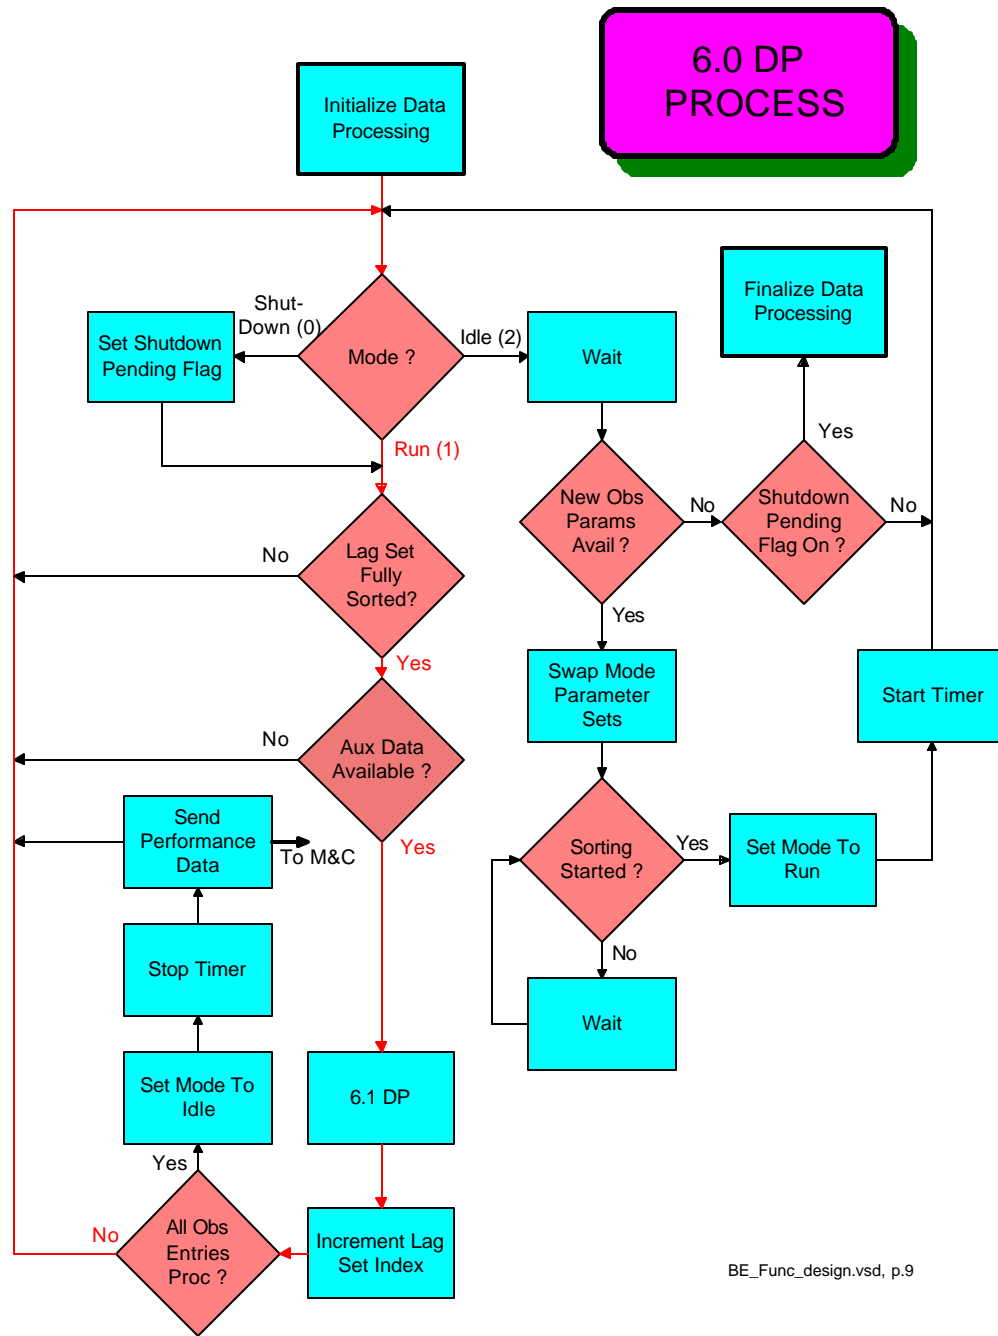 6.0 DP
PROCESS
Initialize Data
Processing
Shut-
Down (0)
Set Shutdown
Pending Flag
Mode ?
Idle (2)
Wait
Finalize Data
Processing
Run (1)
Yes
New Obs
Params
Avail ?
No
Shutdown
Pending
Flag On ?
No
No
Lag Set
Fully
Sorted?
Yes
Yes
Swap Mode
Parameter
Sets
Start Timer
No
Aux Data
Available ?
Send
Performance
Data
To M&C
Yes
Sorting
Started ?
Yes
Set Mode To
Run
No
Stop Timer
Wait
Set Mode To
Idle
6.1 DP
Yes
No
All Obs
Entries
Proc ?
Increment Lag
Set Index
BE_Func_design.vsd, p.9